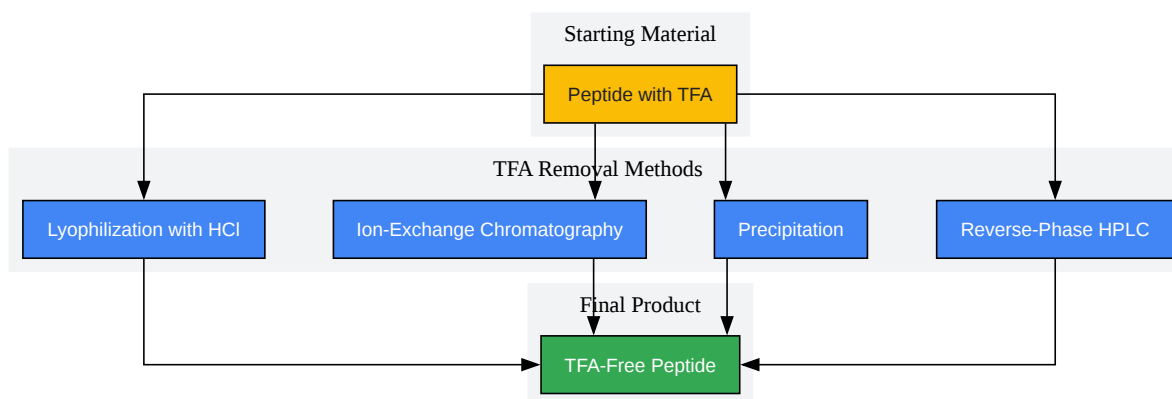 Starting Material
Peptide with TFA
TFA Removal Methods
Lyophilization with HCl
Ion-Exchange Chromatography
Precipitation
Reverse-Phase HPLC
Final Product
TFA-Free Peptide